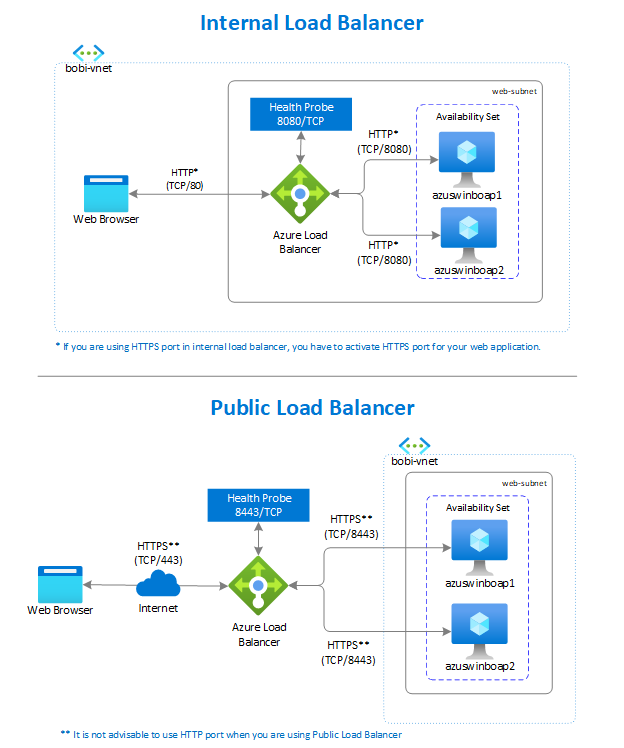 Internal Load Balancer
bobi-vnet
web-subnet
Health Probe
8080/TCP
Availability Set
HTTP*
(TCP/8080)
HTTP*
(TCP/80)
azuswinboap1
Web Browser
Azure Load
Balancer
HTTP*
(TCP/8080)
azuswinboap2
* If you are using HTTPS port in internal load balancer, you have to activate HTTPS port for your web application.
Public Load Balancer
bobi-vnet
web-subnet
Health Probe
8443/TCP
Availability Set
HTTPS**
(TCP/8443)
HTTPS**
(TCP/443)
azuswinboap1
Web Browser
Internet
Azure Load
Balancer
HTTPS**
(TCP/8443)
azuswinboap2
** It is not advisable to use HTTP port when you are using Public Load Balancer